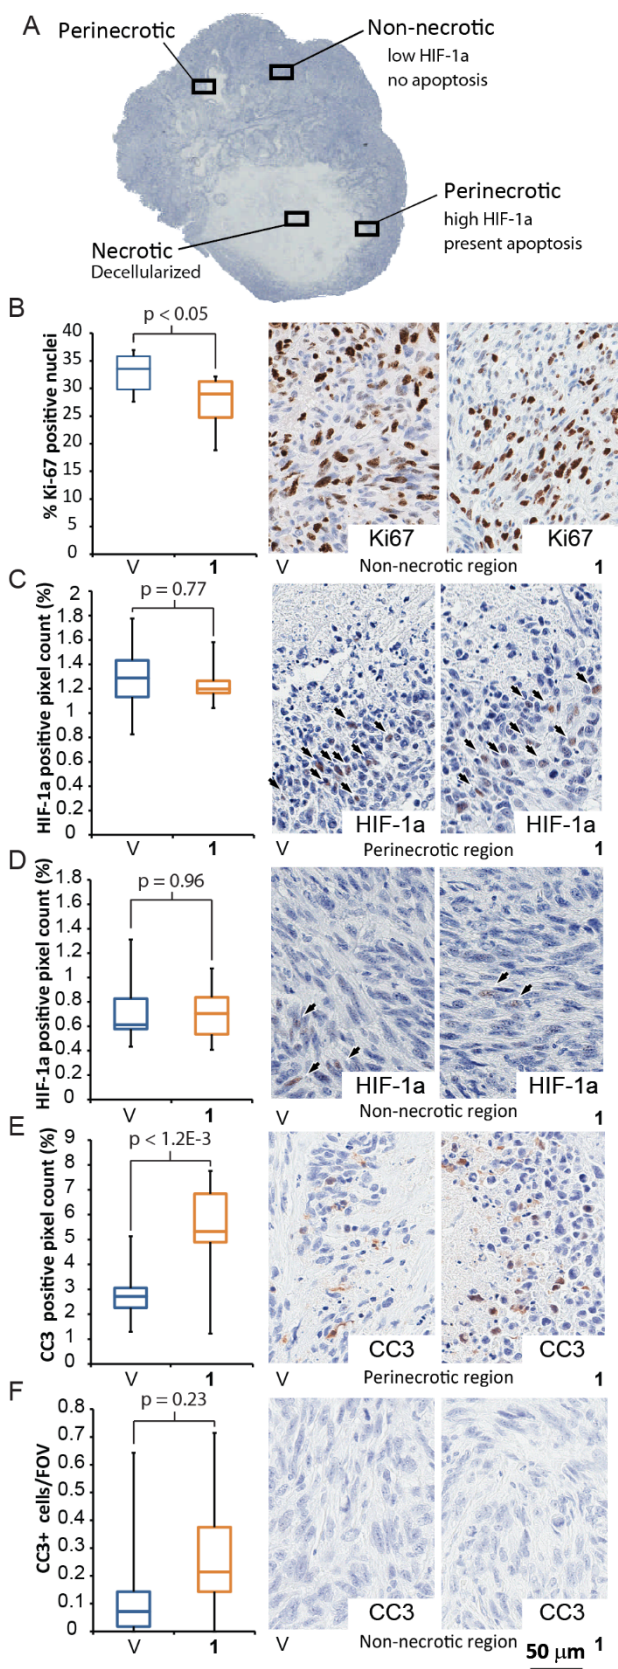 A
Perinecrotic
Non-necrotic
low HIF-1a
no apoptosis
Perinecrotic
high HIF-1a
present apoptosis
Necrotic
Decellularized
B
p < 0.05
% Ki-67 positive nuclei
40
35
30
25
20
15
10
5
0
V
1
Ki67
Ki67
V
Non-necrotic region
1
C
p = 0.77
HIF-1a positive pixel count (%)
2
1.8
1.6
1.4
1.2
1
0.8
0.6
0.4
0.2
0
V
1
HIF-1a
HIF-1a
V
Perinecrotic region
1
D
p = 0.96
HIF-1a positive pixel count (%)
1.8
1.6
1.4
1.2
1
0.8
0.6
0.4
0.2
0
V
1
HIF-1a
HIF-1a
V
Non-necrotic region
1
E
p < 1.2E-3
CC3 positive pixel count (%)
9
8
7
6
5
4
3
2
1
0
V
1
CC3
CC3
V
Perinecrotic region
1
F
p = 0.23
CC3+ cells/FOV
0.8
0.7
0.6
0.5
0.4
0.3
0.2
0.1
0
V
1
CC3
CC3
V
Non-necrotic region
1
50 µm